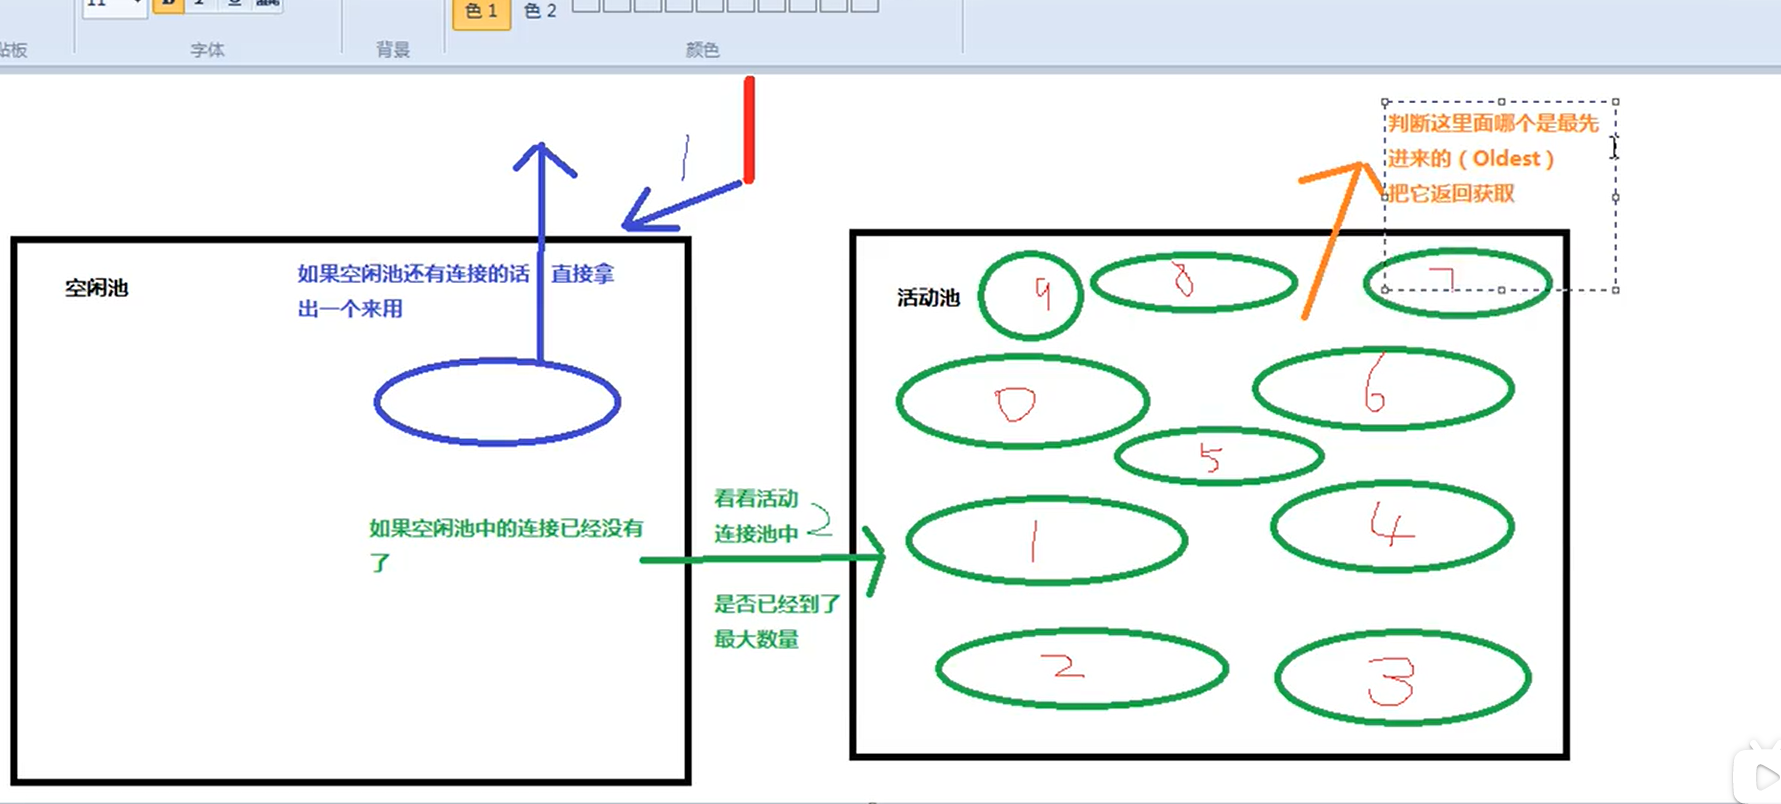 11
色 1
色 2
贴板
字体
背景
颜色
1
判断这里面哪个是最先
进来的（Oldest）
把它返回获取
空闲池
如果空闲池还有连接的话 直接拿
出一个来用
如果空闲池中的连接已经没有
了
看看活动
连接池中
2
是否已经到了
最大数量
活动池
9
8
7
0
6
5
1
4
2
3